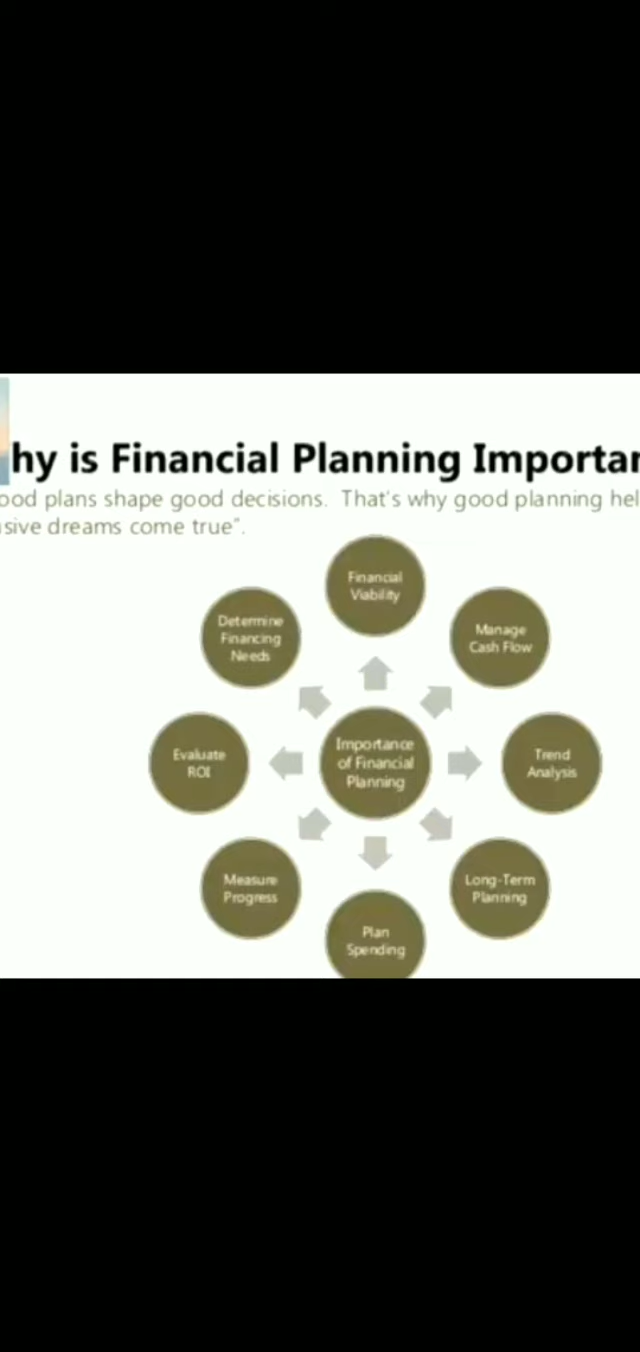 hy is Financial Planning Importan
ood plans shape good decisions. That's why good planning hel
sive dreams come true".
Financial
Viability
Manage
Cash Flow
Trend
Analysis
Long-Term
Planning
Plan
Spending
Measure
Progress
Evaluate
ROI
Determine
Financing
Needs
Importance
of Financial
Planning